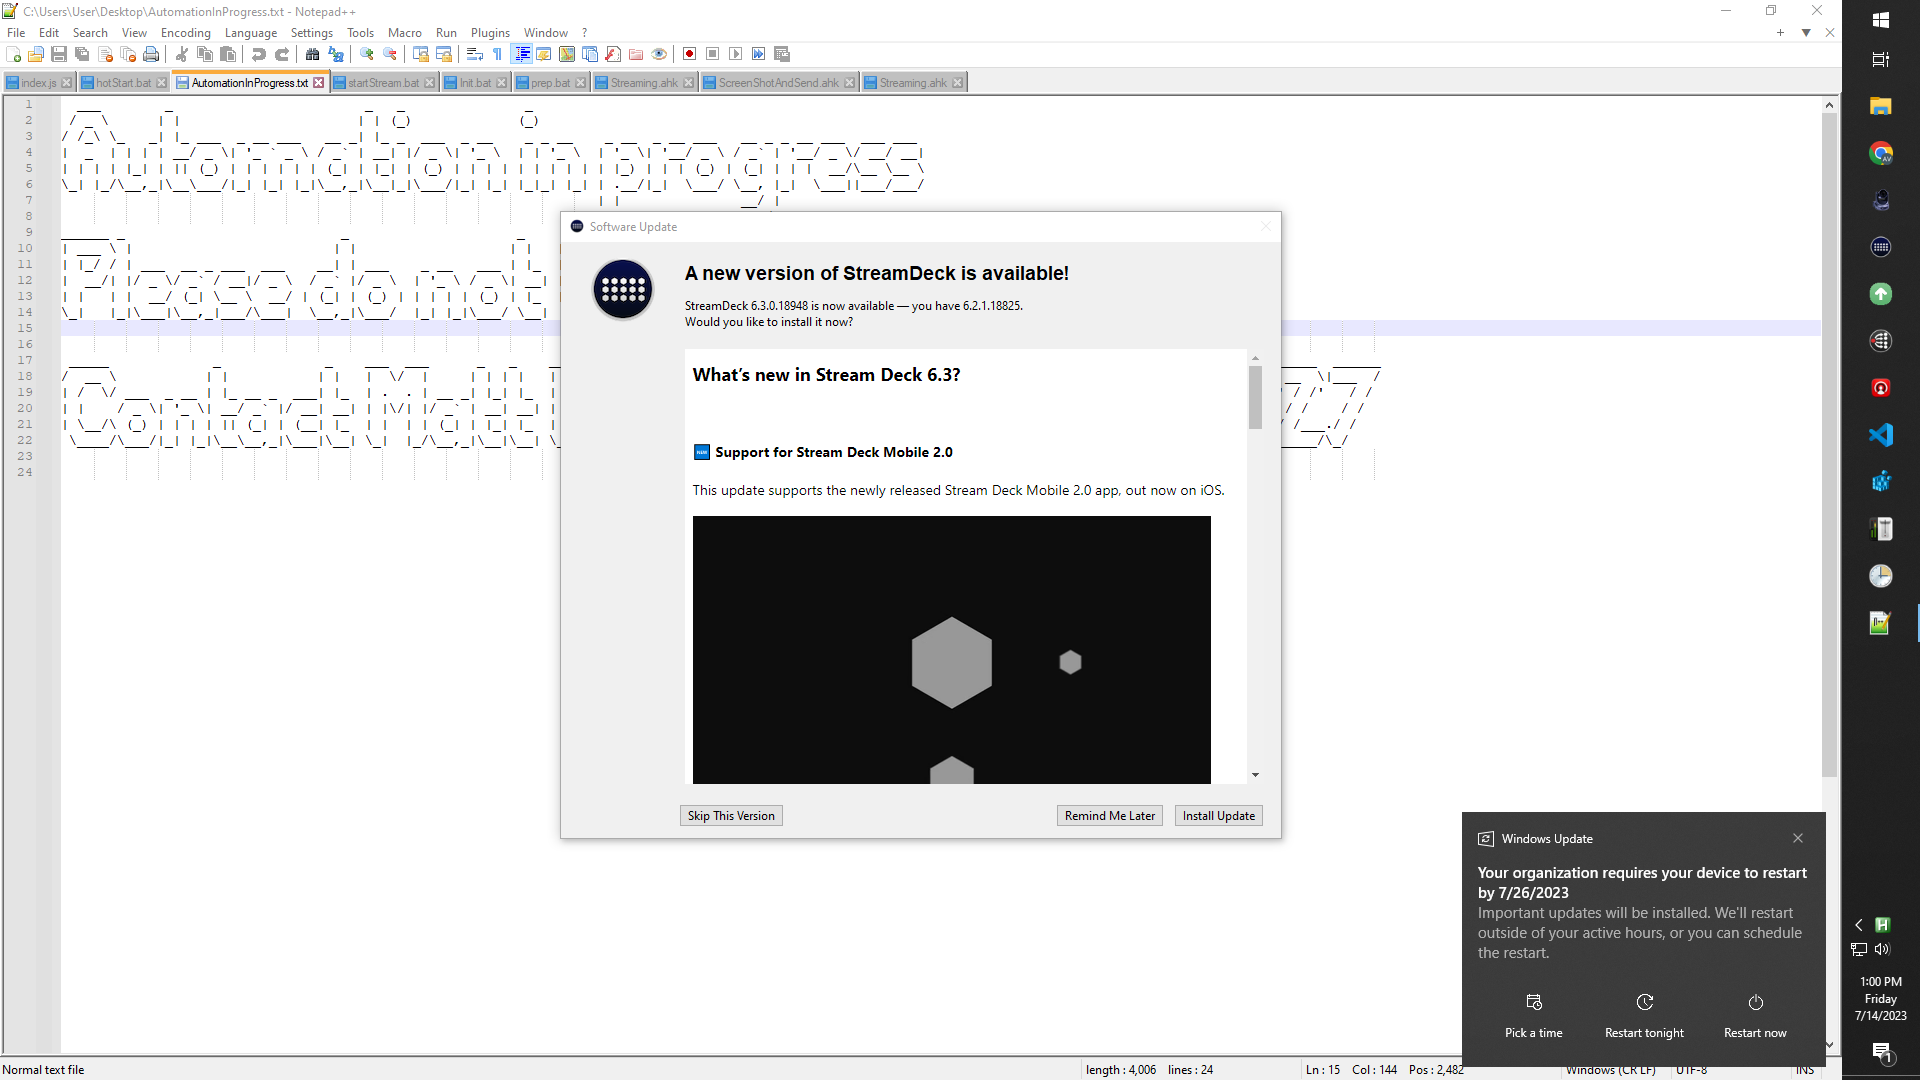 C:\Users\User\Desktop\AutomationInProgress.txt - Notepad++
File Edit Search View Encoding Language Settings Tools Macro Run Plugins Window ?
index.js hotStart.bat AutomationInProgress.txt startStream.bat Init.bat prep.bat Streaming.ahk ScreenShotAndSend.ahk Streaming.ahk
1
2
3
4
5
6
7
8
9
10
11
12
13
14
15
16
17
18
19
20
21
22
23
24
Automation in progress
Please do not
Contact Matt
Software Update
A new version of StreamDeck is available!
StreamDeck 6.3.0.18948 is now available — you have 6.2.1.18825.
Would you like to install it now?
What's new in Stream Deck 6.3?
NEW Support for Stream Deck Mobile 2.0
This update supports the newly released Stream Deck Mobile 2.0 app, out now on iOS.
Skip This Version Remind Me Later Install Update
Windows Update
Your organization requires your device to restart
by 7/26/2023
Important updates will be installed. We'll restart
outside of your active hours, or you can schedule
the restart.
Pick a time Restart tonight Restart now
1:00 PM
Friday
7/14/2023
1
Normal text file length : 4,006 lines : 24 Ln : 15 Col : 144 Pos : 2,482 Windows (CR LF) UTF-8 INS